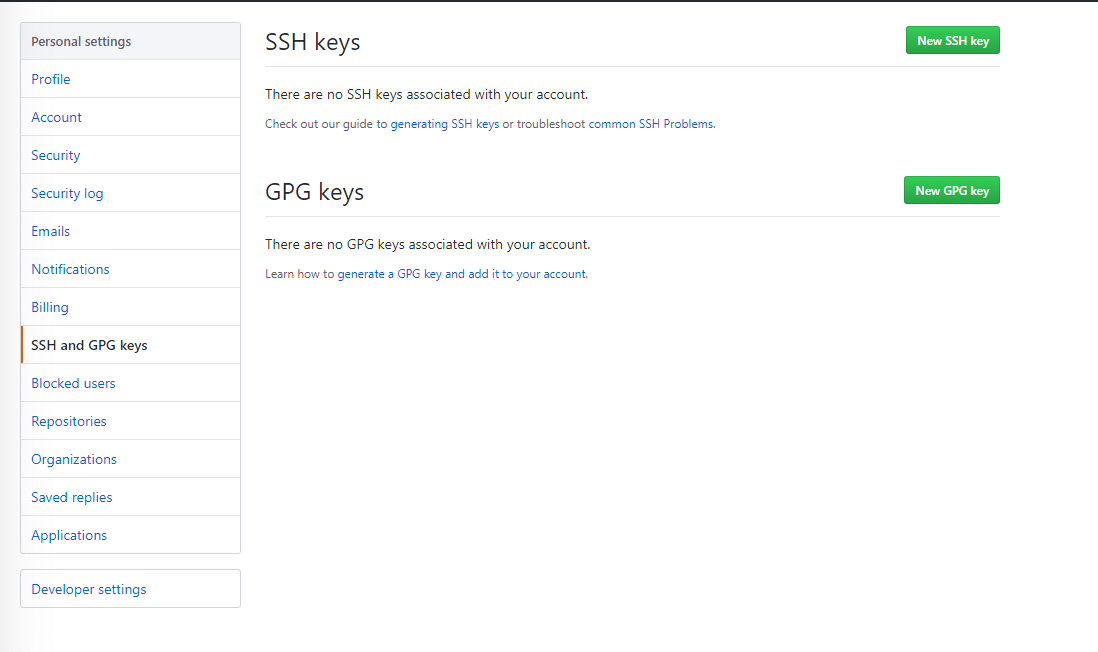 Personal settings
Profile
Account
Security
Security log
Emails
Notifications
Billing
SSH and GPG keys
Blocked users
Repositories
Organizations
Saved replies
Applications
Developer settings
SSH keys
New SSH key
There are no SSH keys associated with your account.
Check out our guide to generating SSH keys or troubleshoot common SSH Problems.
GPG keys
New GPG key
There are no GPG keys associated with your account.
Learn how to generate a GPG key and add it to your account.